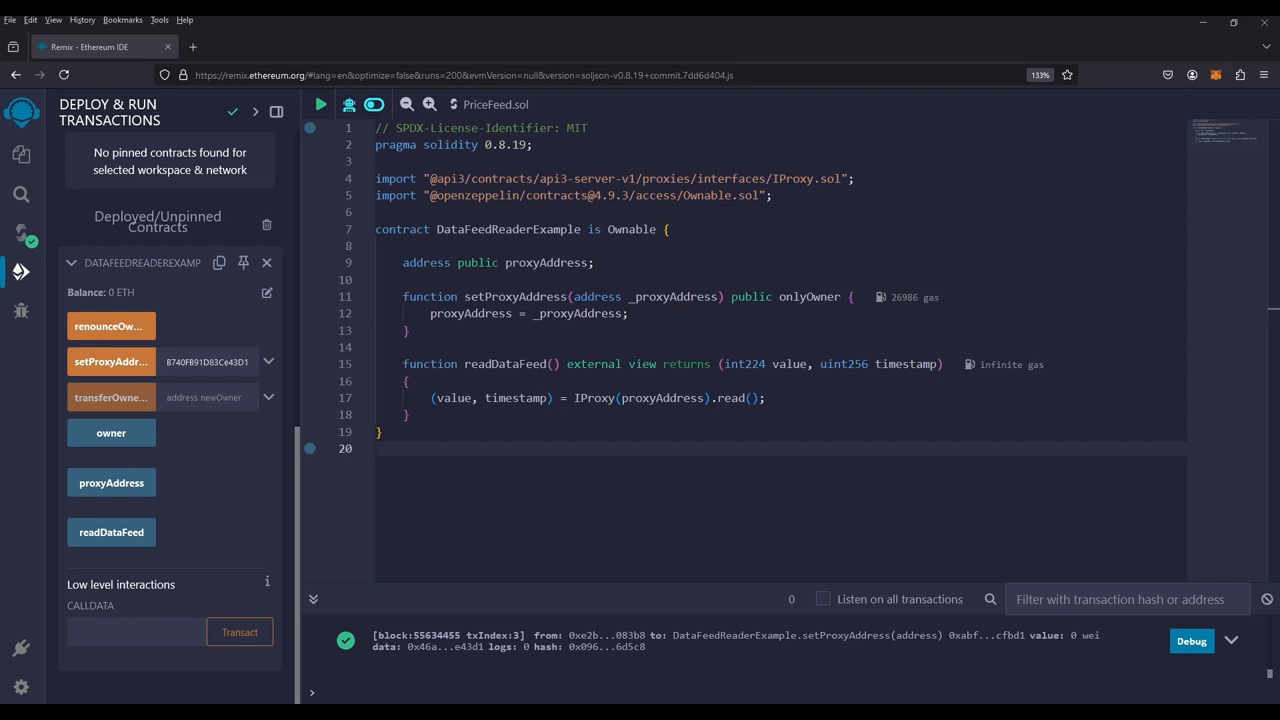 File Edit View History Bookmarks Tools Help
Remix - Ethereum IDE
https://remix.ethereum.org/#lang=en&optimize=false&runs=200&evmVersion=null&version=soljson-v0.8.19+commit.7dd6d404.js
133%
DEPLOY & RUN
TRANSACTIONS
No pinned contracts found for
selected workspace & network
Deployed/Unpinned
Contracts
DATAFEEDREADEREXAMP
Balance: 0 ETH
renounceOw...
setProxyAddr... B740FB91D83Ce43D1
transferOwne... address newOwner
owner
proxyAddress
readDataFeed
Low level interactions
i
CALLDATA
Transact
PriceFeed.sol
1 // SPDX-License-Identifier: MIT
2 pragma solidity 0.8.19;
3
4 import "@api3/contracts/api3-server-v1/proxies/interfaces/IProxy.sol";
5 import "@openzeppelin/contracts@4.9.3/access/Ownable.sol";
6
7 contract DataFeedReaderExample is Ownable {
8
9 address public proxyAddress;
10
11 function setProxyAddress(address _proxyAddress) public onlyOwner { 26986 gas
12 proxyAddress = _proxyAddress;
13 }
14
15 function readDataFeed() external view returns (int224 value, uint256 timestamp) infinite gas
16 {
17 (value, timestamp) = IProxy(proxyAddress).read();
18 }
19 }
20
0 Listen on all transactions Filter with transaction hash or address
[block:55634455 txIndex:3] from: 0xe2b...083b8 to: DataFeedReaderExample.setProxyAddress(address) 0xabf...cfbd1 value: 0 wei
data: 0x46a...e43d1 logs: 0 hash: 0x096...6d5c8
Debug
>